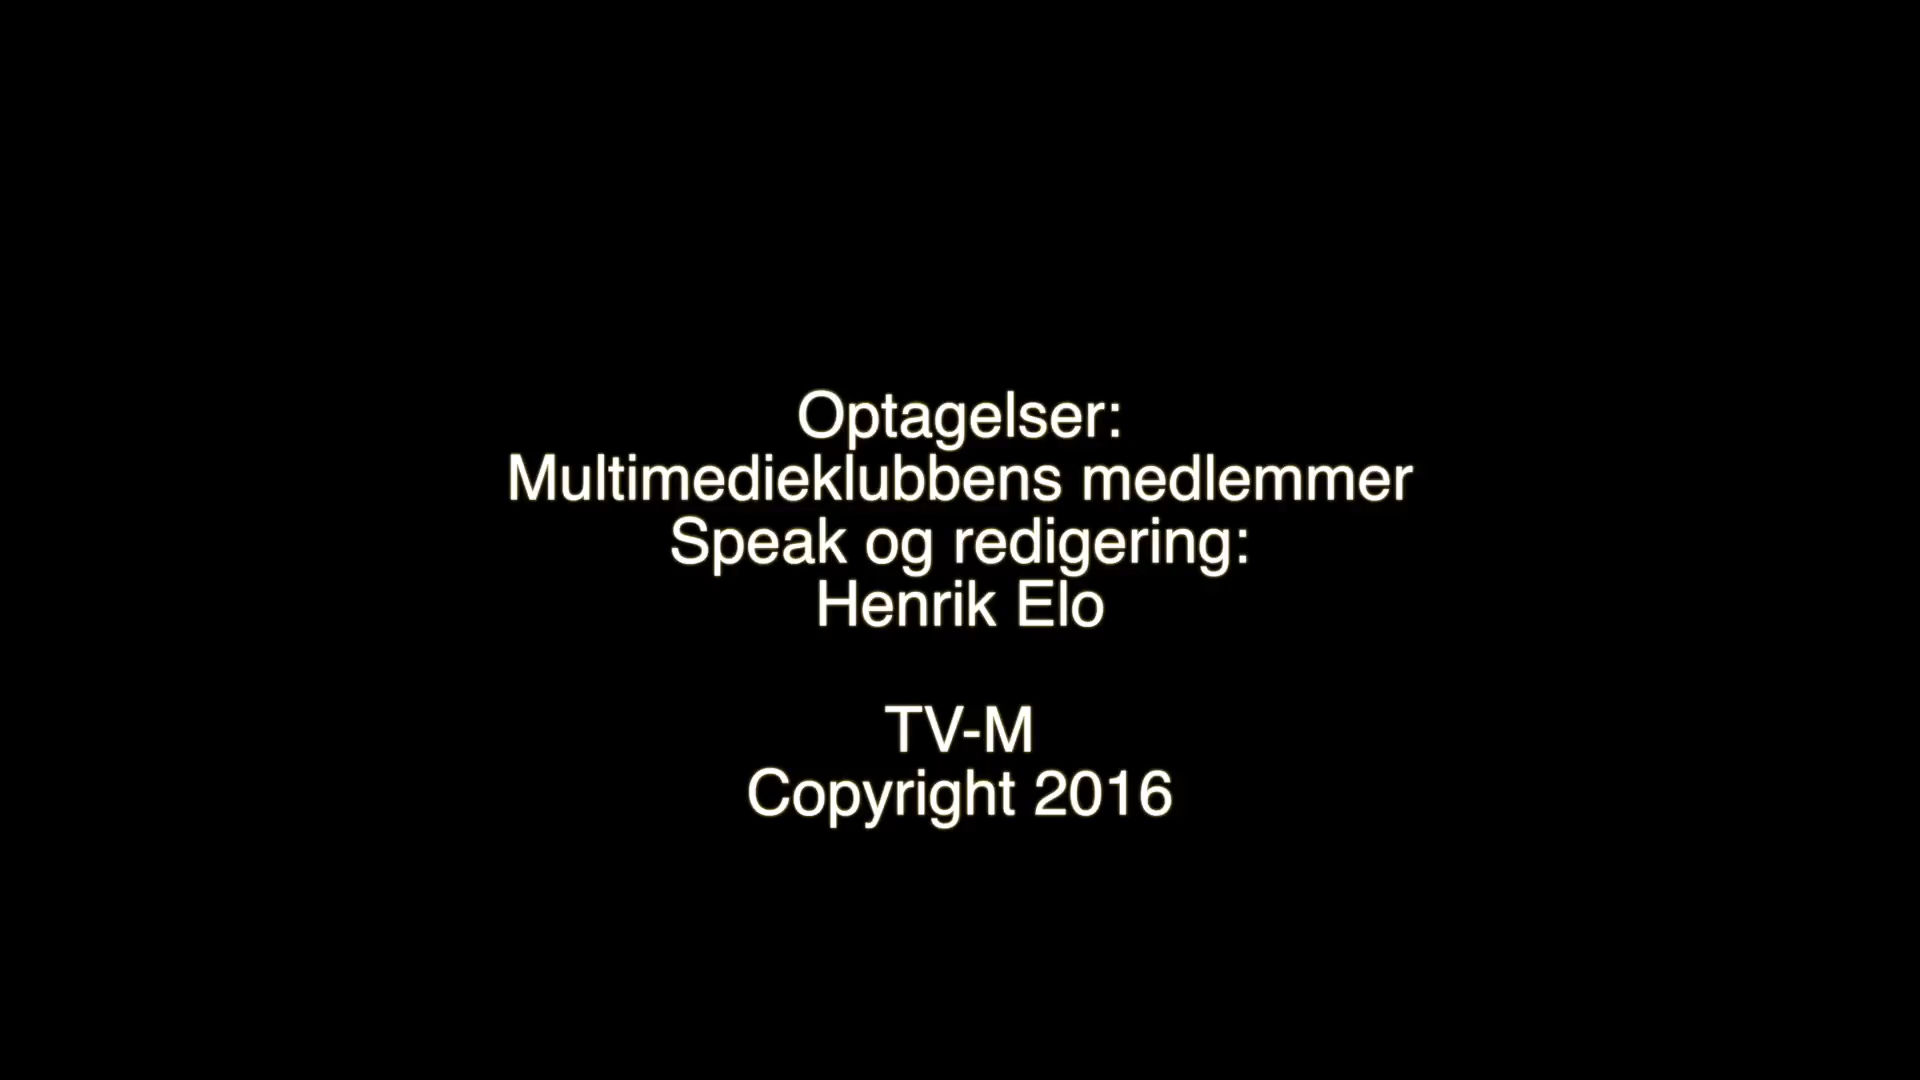 Optagelser:
Multimedieklubbens medlemmer
Speak og redigering:
Henrik Elo
TV-M
Copyright 2016